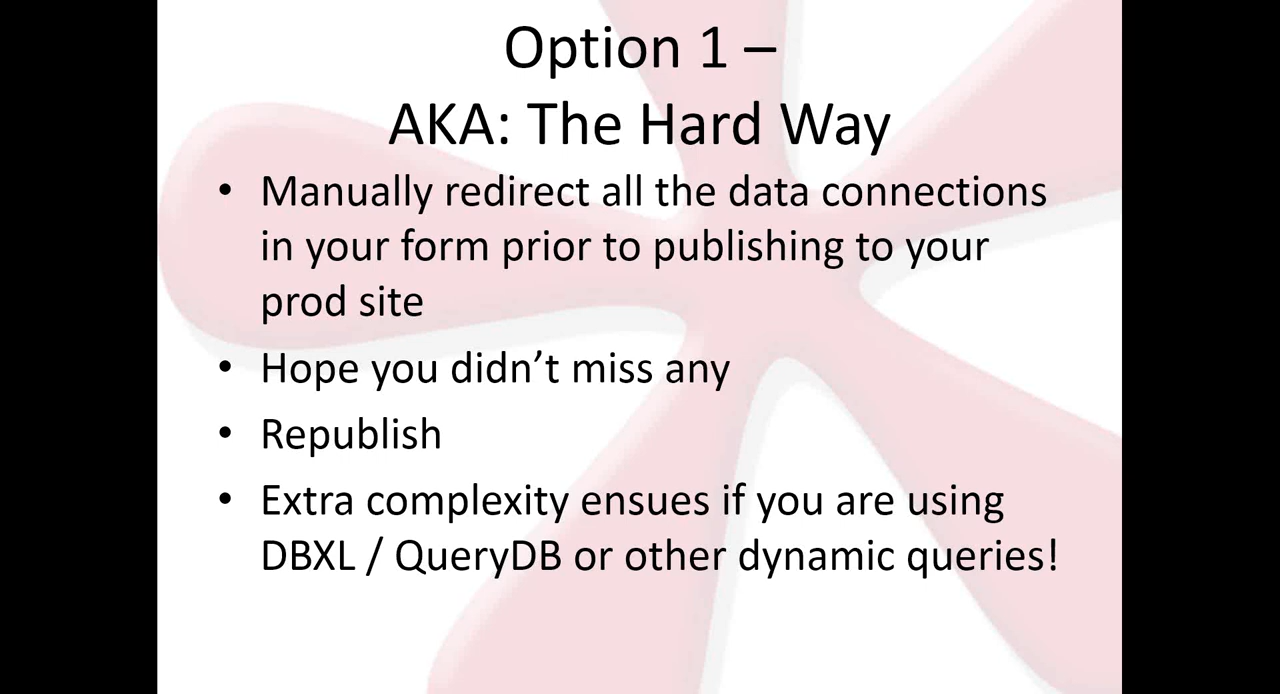 Option 1 –
AKA: The Hard Way
• Manually redirect all the data connections
in your form prior to publishing to your
prod site
• Hope you didn’t miss any
• Republish
• Extra complexity ensues if you are using
DBXL / QueryDB or other dynamic queries!